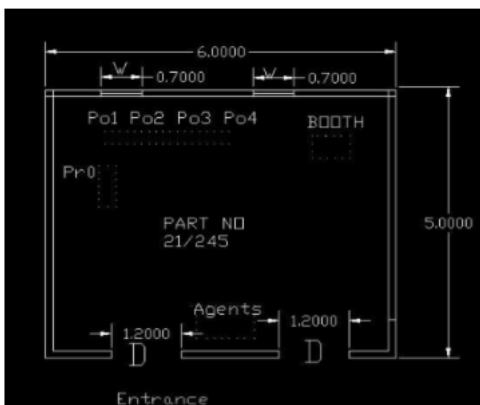 6.0000
W 0.7000 W 0.7000
Po1 Po2 Po3 Po4 BOOTH
Pr0
PART NO
21/245
5.0000
Agents
1.2000 1.2000
D D
Entrance